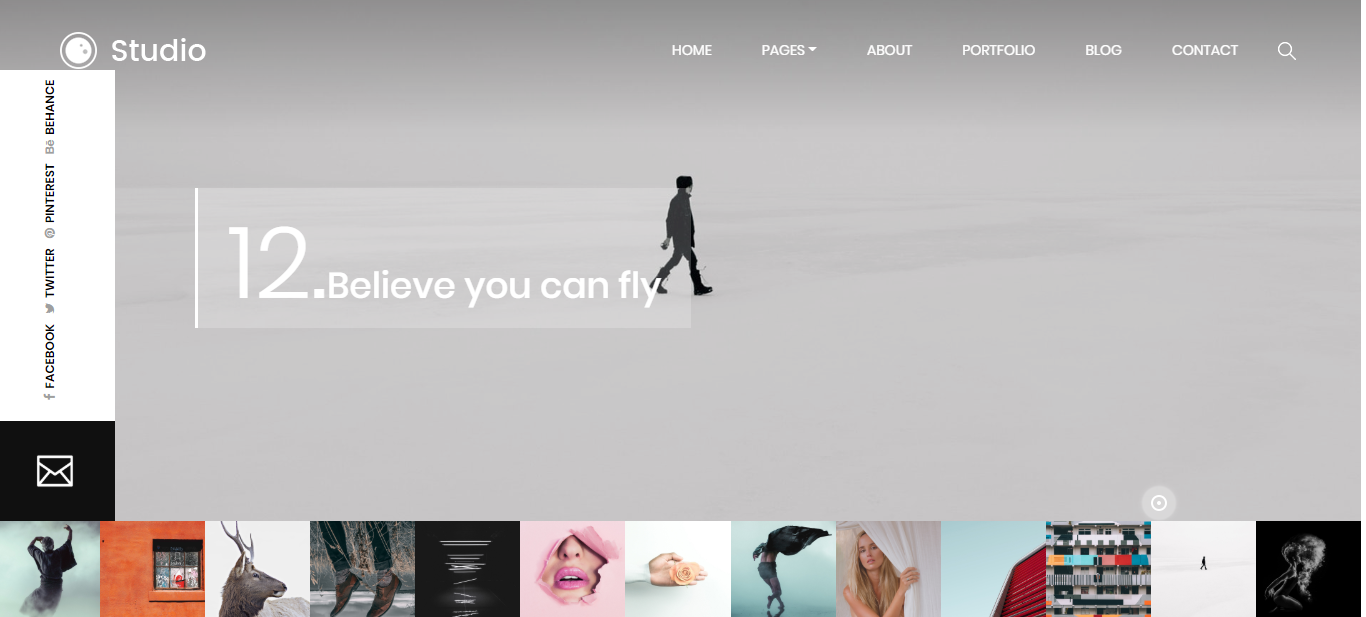 Studio
HOME
PAGES
ABOUT
PORTFOLIO
BLOG
CONTACT
BEHANCE
PINTEREST
TWITTER
FACEBOOK
12.Believe you can fly